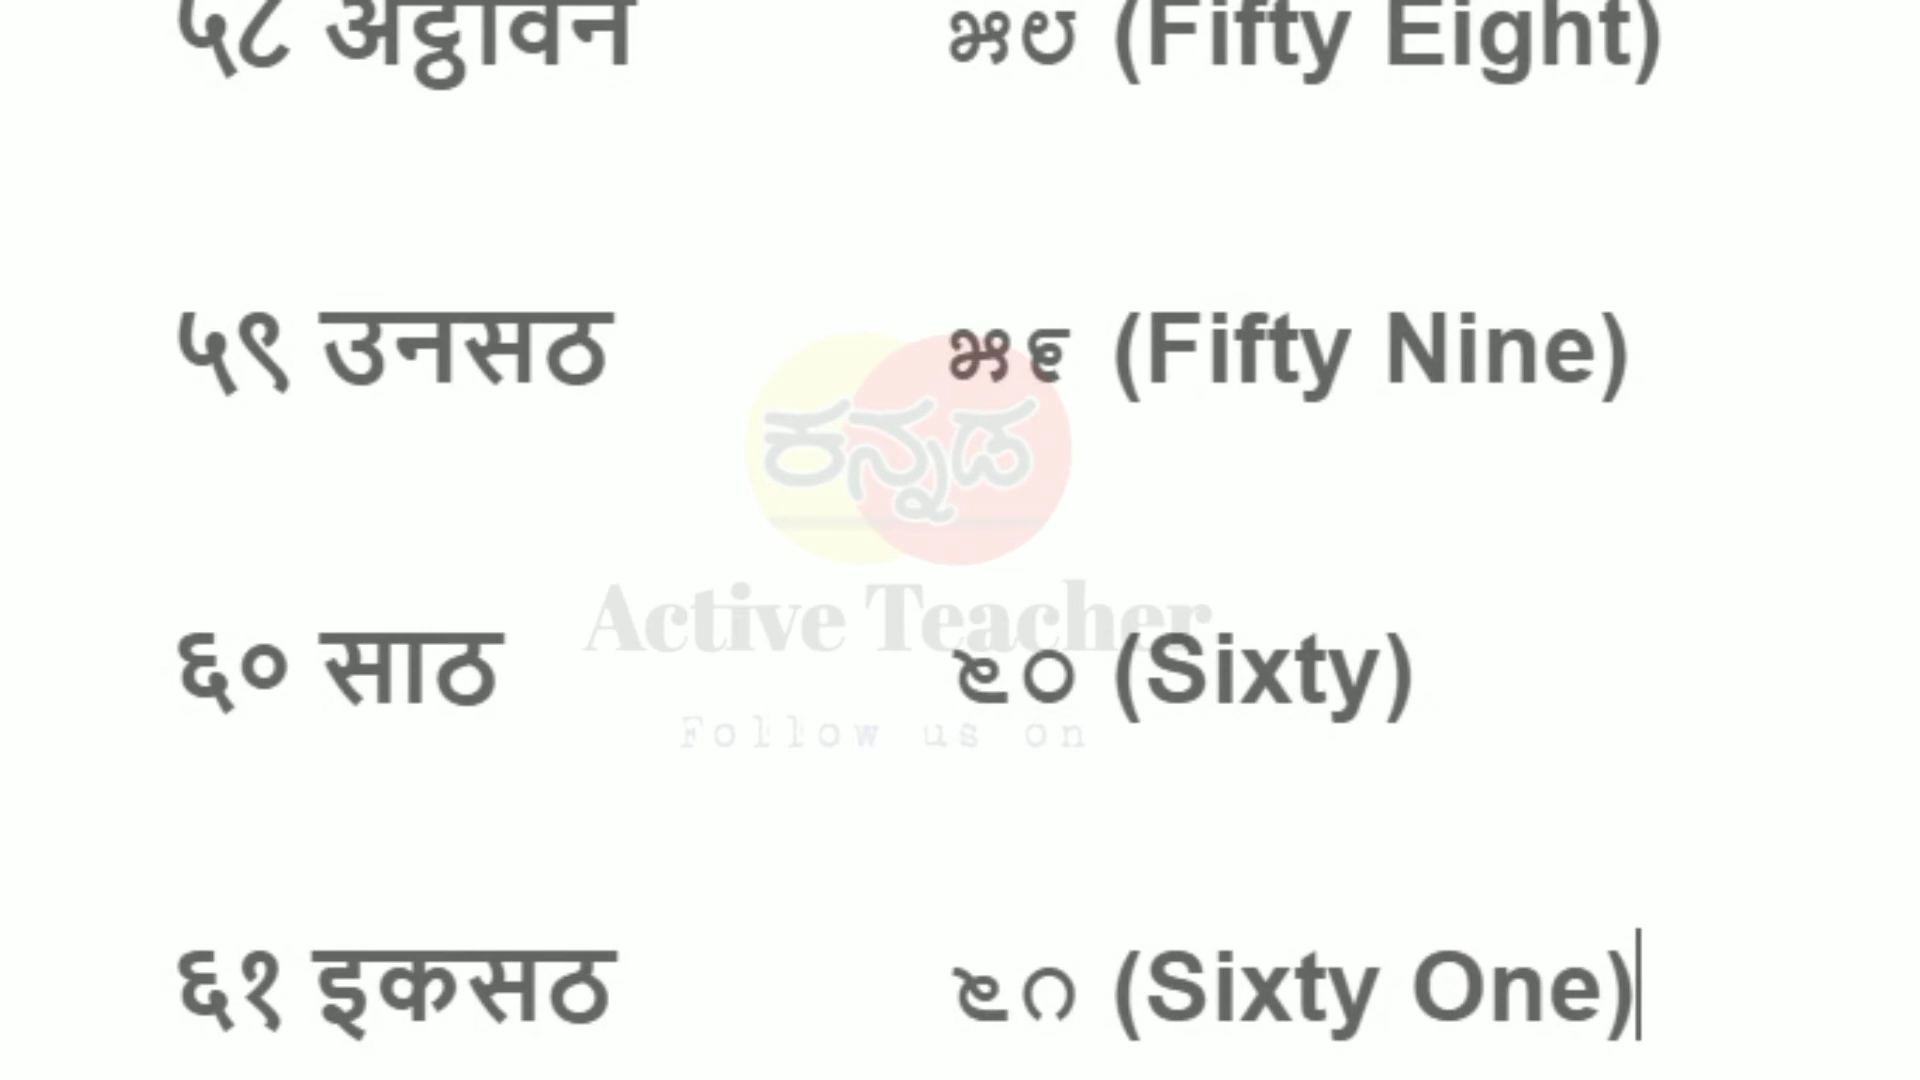 ५८ अट्ठावन ೫೮ (Fifty Eight)
५९ उनसठ ೫೯ (Fifty Nine)
ಕನ್ನಡ
Active Teacher
६० साठ ೬೦ (Sixty)
Follow us on
६१ इकसठ ೬೧ (Sixty One)